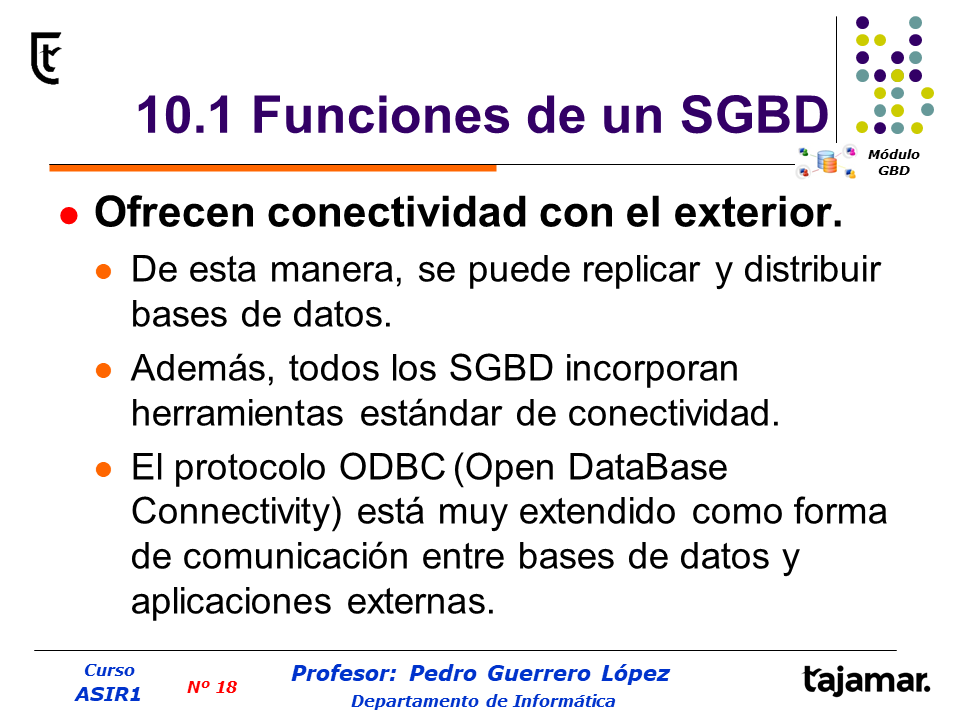 10.1 Funciones de un SGBD
Módulo
GBD
Ofrecen conectividad con el exterior.
De esta manera, se puede replicar y distribuir
bases de datos.
Además, todos los SGBD incorporan
herramientas estándar de conectividad.
El protocolo ODBC (Open DataBase
Connectivity) está muy extendido como forma
de comunicación entre bases de datos y
aplicaciones externas.
Curso
ASIR1
Nº 18
Profesor: Pedro Guerrero López
Departamento de Informática
tajamar.